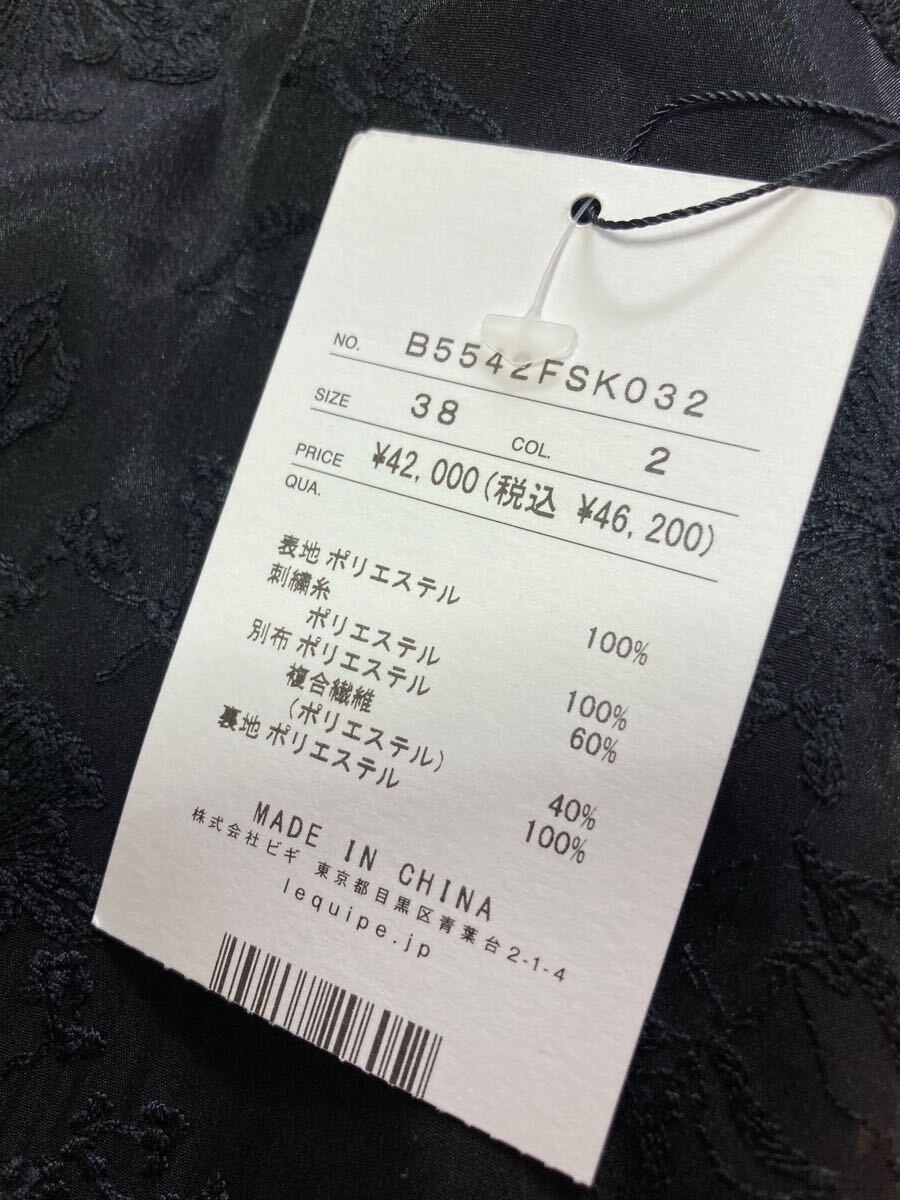 NO. B5542FSK032
SIZE 38 COL. 2
PRICE ¥42,000(税込 ¥46,200)
QUA.
表地 ポリエステル 100%
刺繍糸
ポリエステル 100%
別布 ポリエステル 60%
複合繊維
(ポリエステル) 40%
裏地 ポリエステル 100%
MADE IN CHINA
株式会社ビギ 東京都目黒区青葉台2-1-4
lequipe.jp